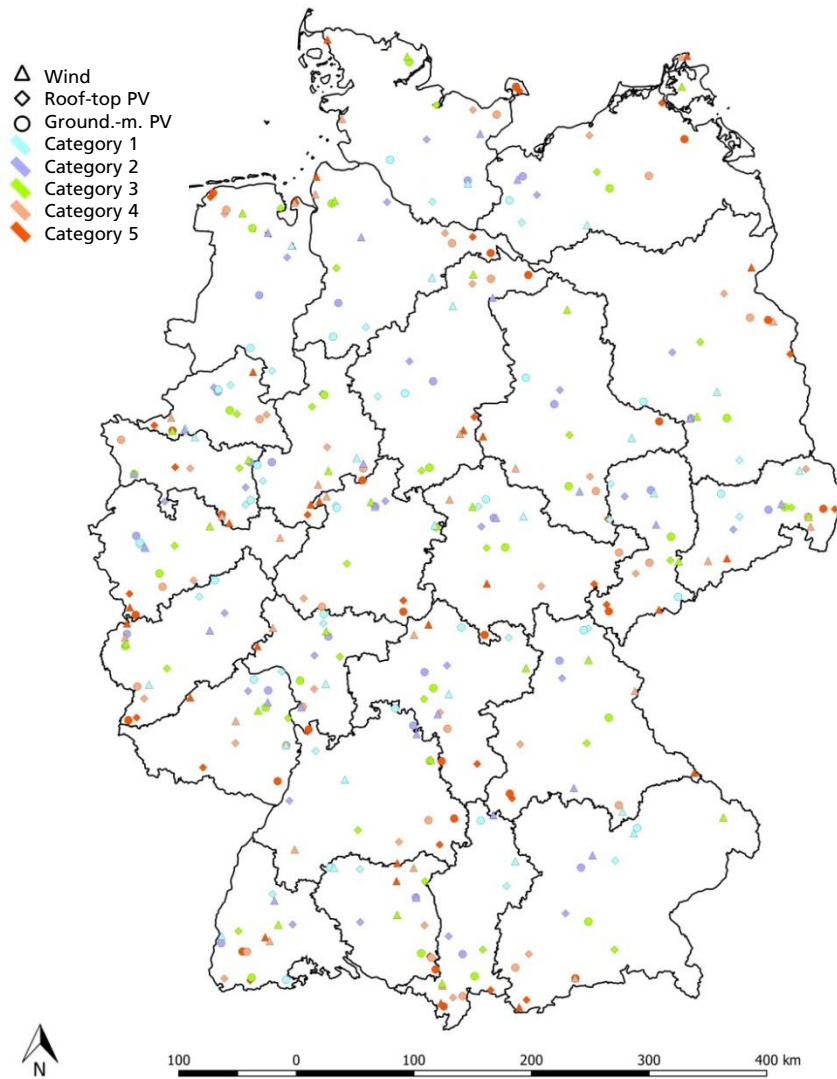 Wind
Roof-top PV
Ground.-m. PV
Category 1
Category 2
Category 3
Category 4
Category 5
N
100 0 100 200 300 400 km